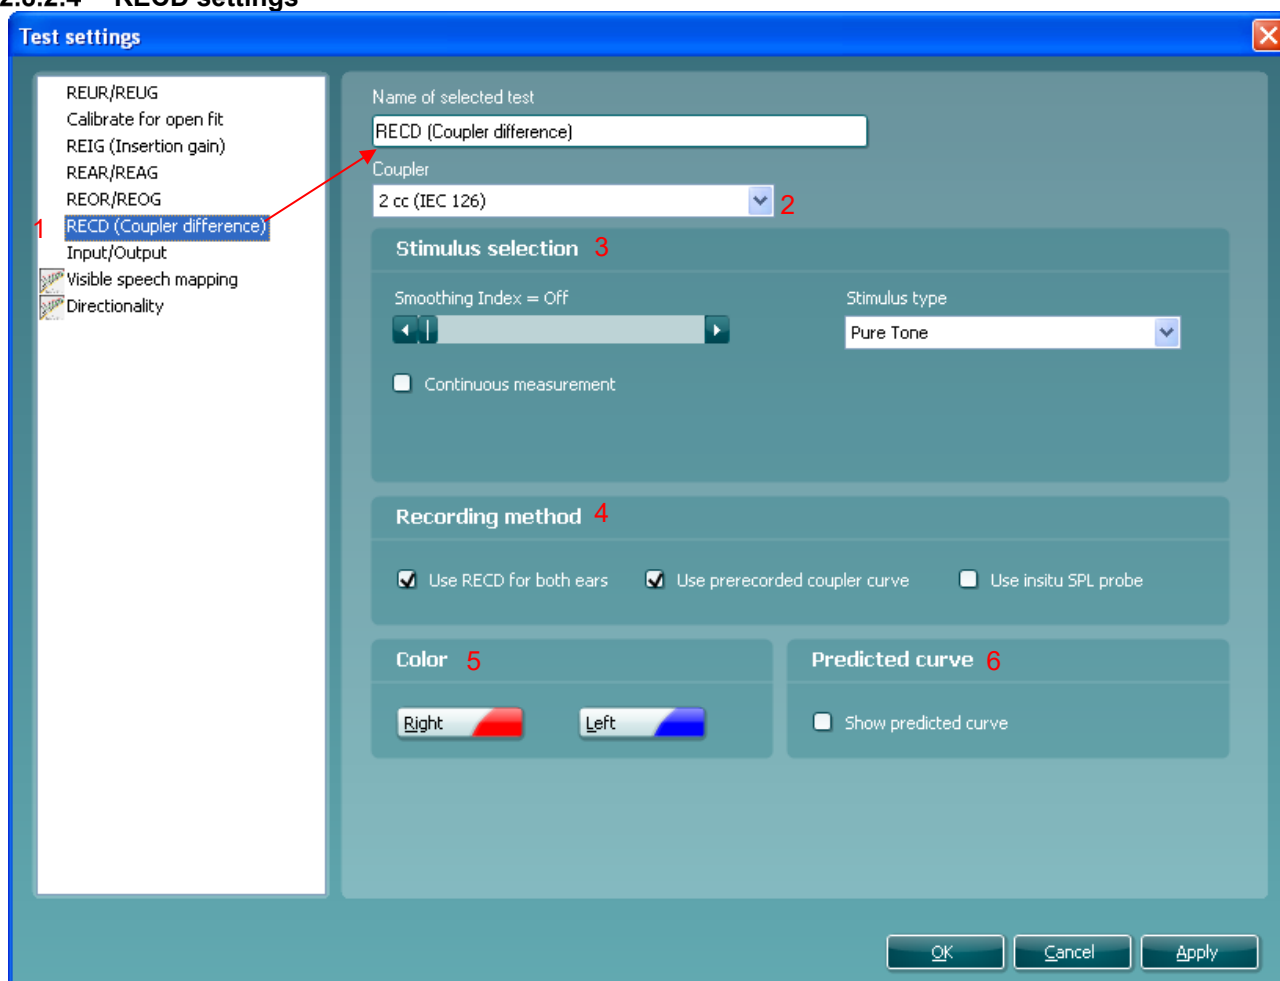 RECD settings
Test settings
REUR/REUG
Calibrate for open fit
REIG (Insertion gain)
REAR/REAG
REOR/REOG
1 RECD (Coupler difference)
Input/Output
Visible speech mapping
Directionality
Name of selected test
RECD (Coupler difference)
Coupler
2 cc (IEC 126) 2
Stimulus selection 3
Smoothing Index = Off
Stimulus type
Pure Tone
Continuous measurement
Recording method 4
Use RECD for both ears
Use prerecorded coupler curve
Use insitu SPL probe
Color 5
Right
Left
Predicted curve 6
Show predicted curve
OK
Cancel
Apply